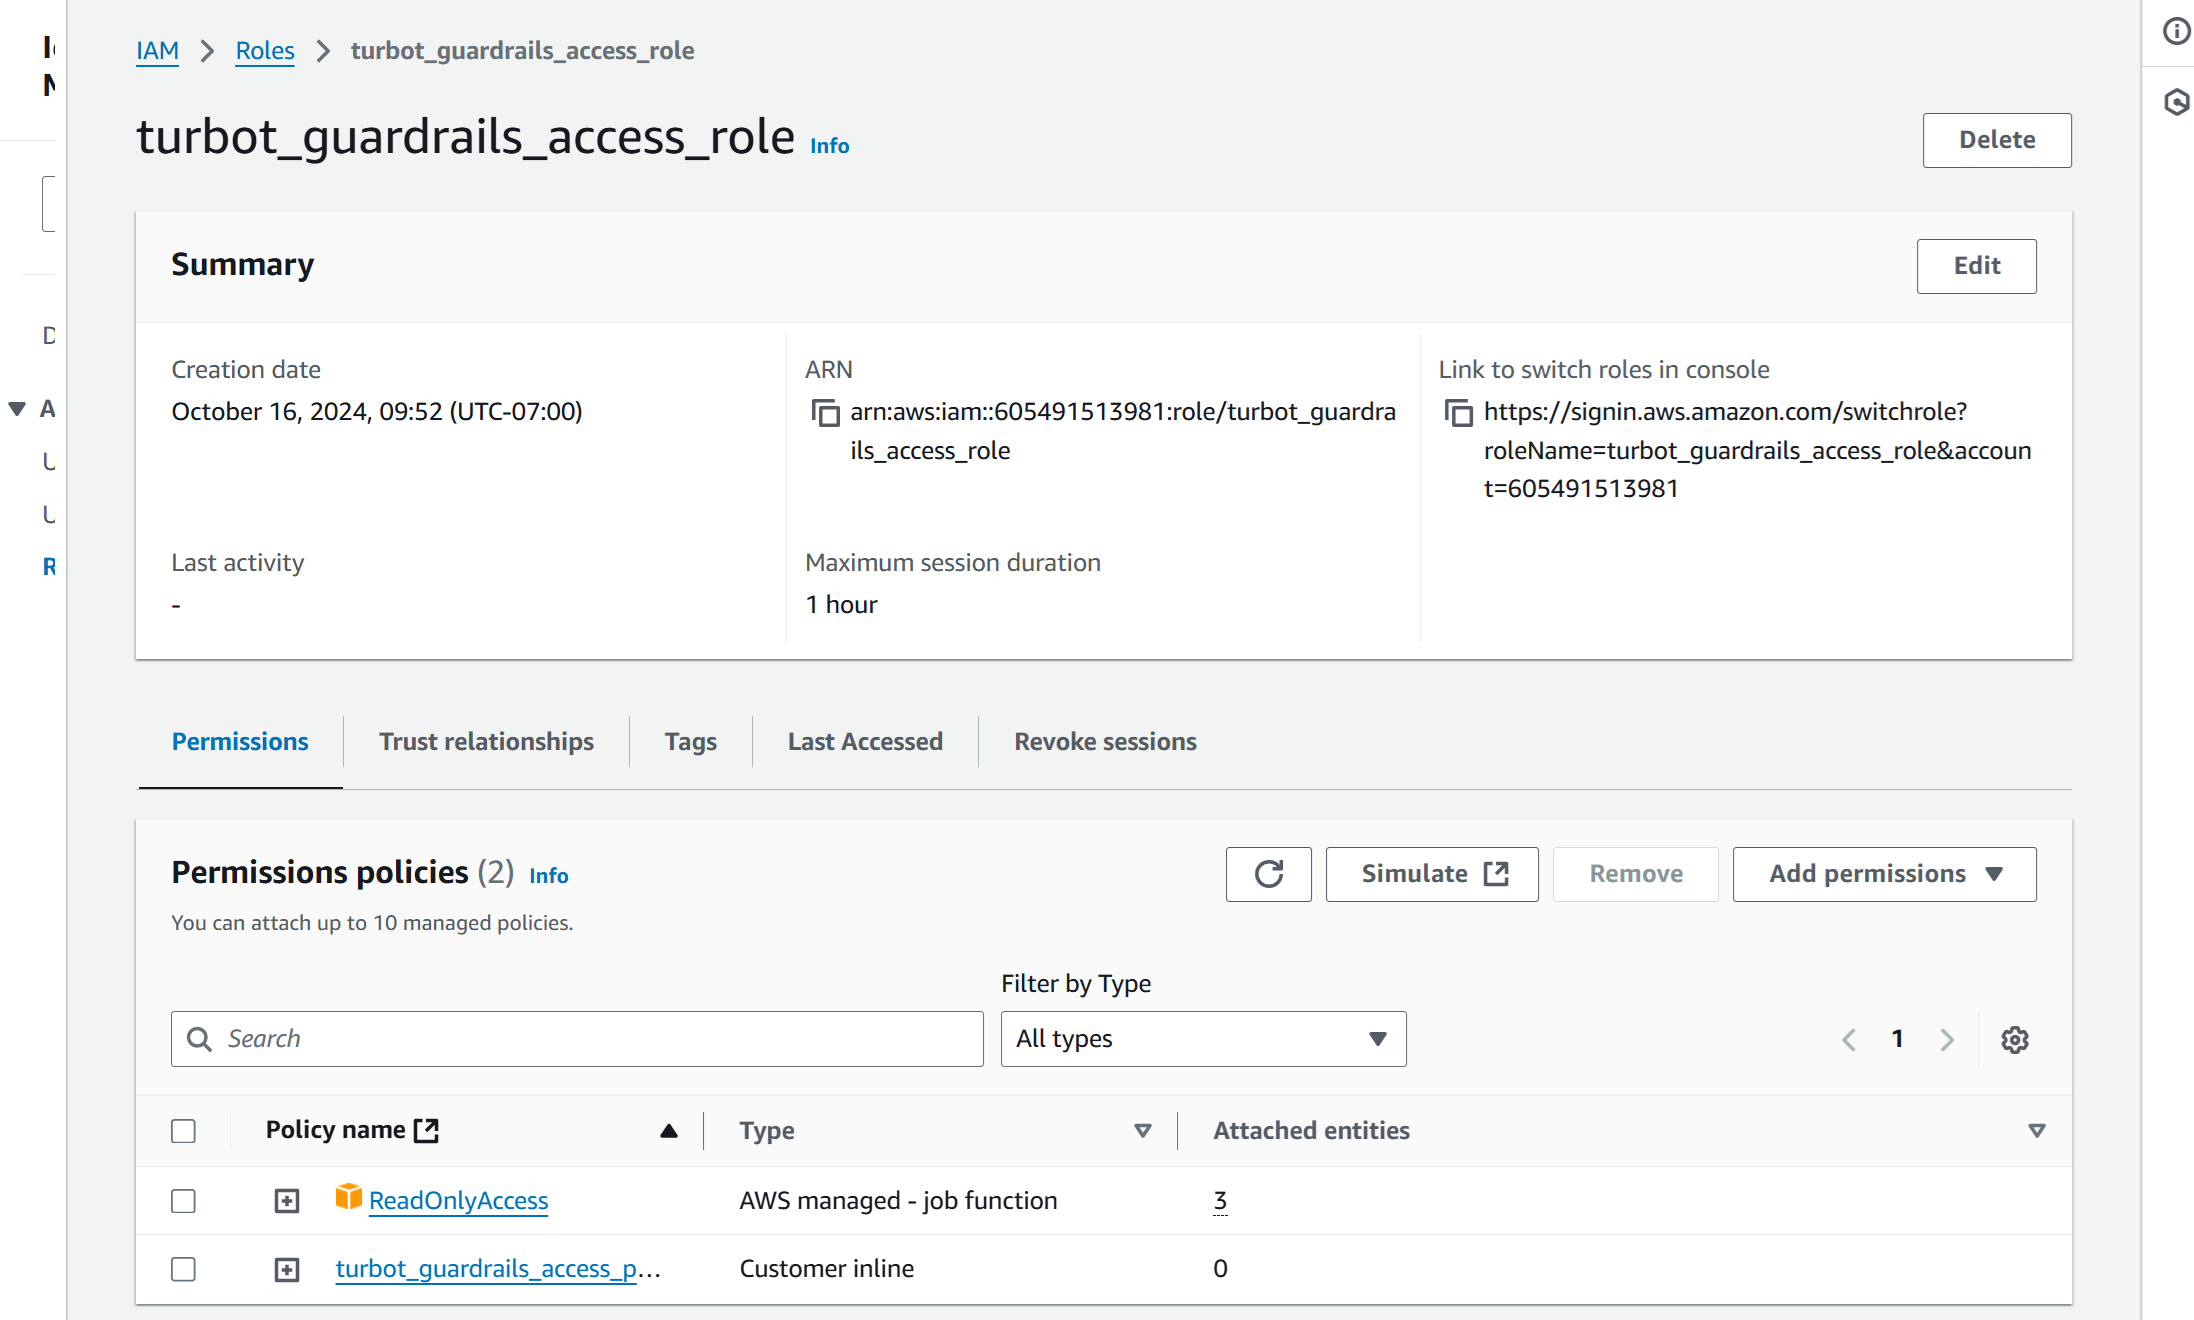 IAM > Roles > turbot_guardrails_access_role
turbot_guardrails_access_role Info
Delete
Summary
Edit
Creation date
October 16, 2024, 09:52 (UTC-07:00)
ARN
arn:aws:iam::605491513981:role/turbot_guardra
ils_access_role
Link to switch roles in console
https://signin.aws.amazon.com/switchrole?
roleName=turbot_guardrails_access_role&accoun
t=605491513981
Last activity
-
Maximum session duration
1 hour
Permissions
Trust relationships
Tags
Last Accessed
Revoke sessions
Permissions policies (2) Info
You can attach up to 10 managed policies.
Simulate
Remove
Add permissions
Filter by Type
Search
All types
1
Policy name
Type
Attached entities
ReadOnlyAccess
AWS managed - job function
3
turbot_guardrails_access_p...
Customer inline
0